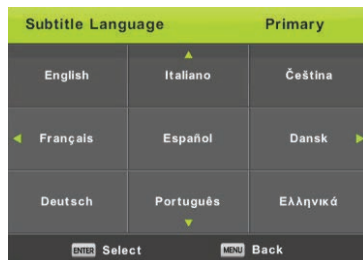 Subtitle Language Primary
English Italiano Čeština
Français Español Dansk
Deutsch Português Ελληνικά
ENTER Select MENU Back